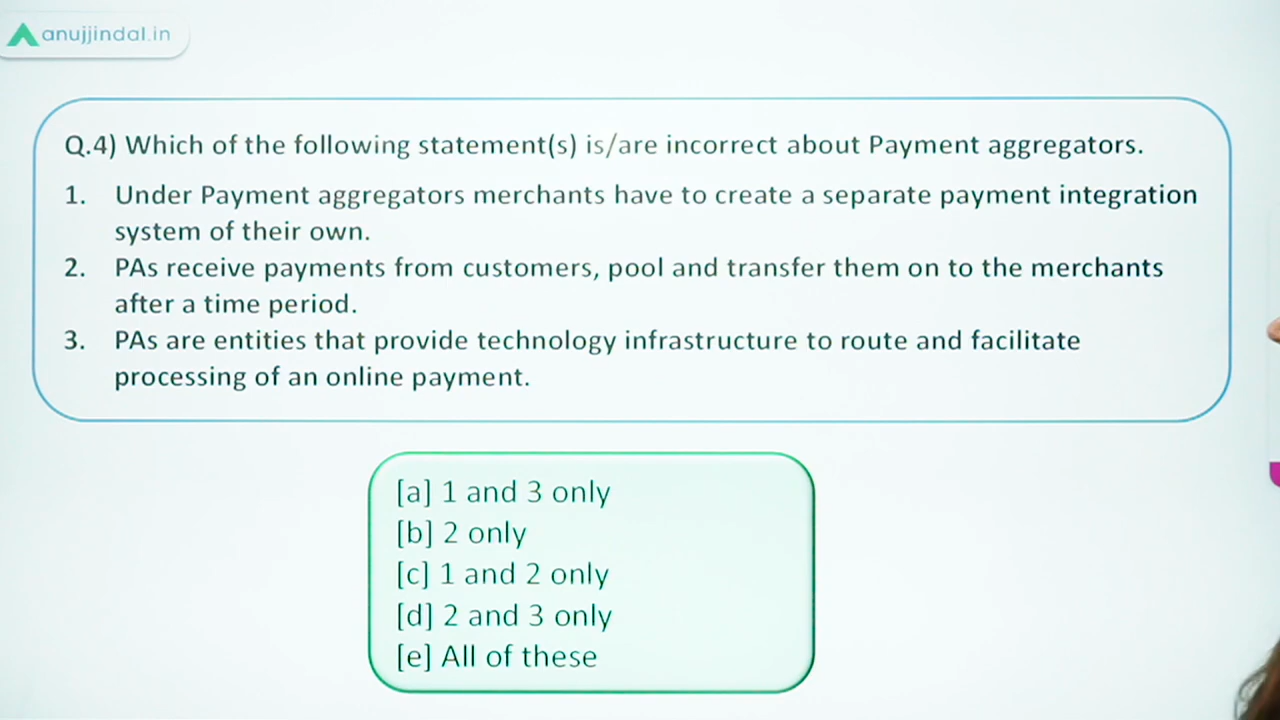 anujjindal.in
Q.4) Which of the following statement(s) is/are incorrect about Payment aggregators.
1. Under Payment aggregators merchants have to create a separate payment integration
system of their own.
2. PAs receive payments from customers, pool and transfer them on to the merchants
after a time period.
3. PAs are entities that provide technology infrastructure to route and facilitate
processing of an online payment.
[a] 1 and 3 only
[b] 2 only
[c] 1 and 2 only
[d] 2 and 3 only
[e] All of these